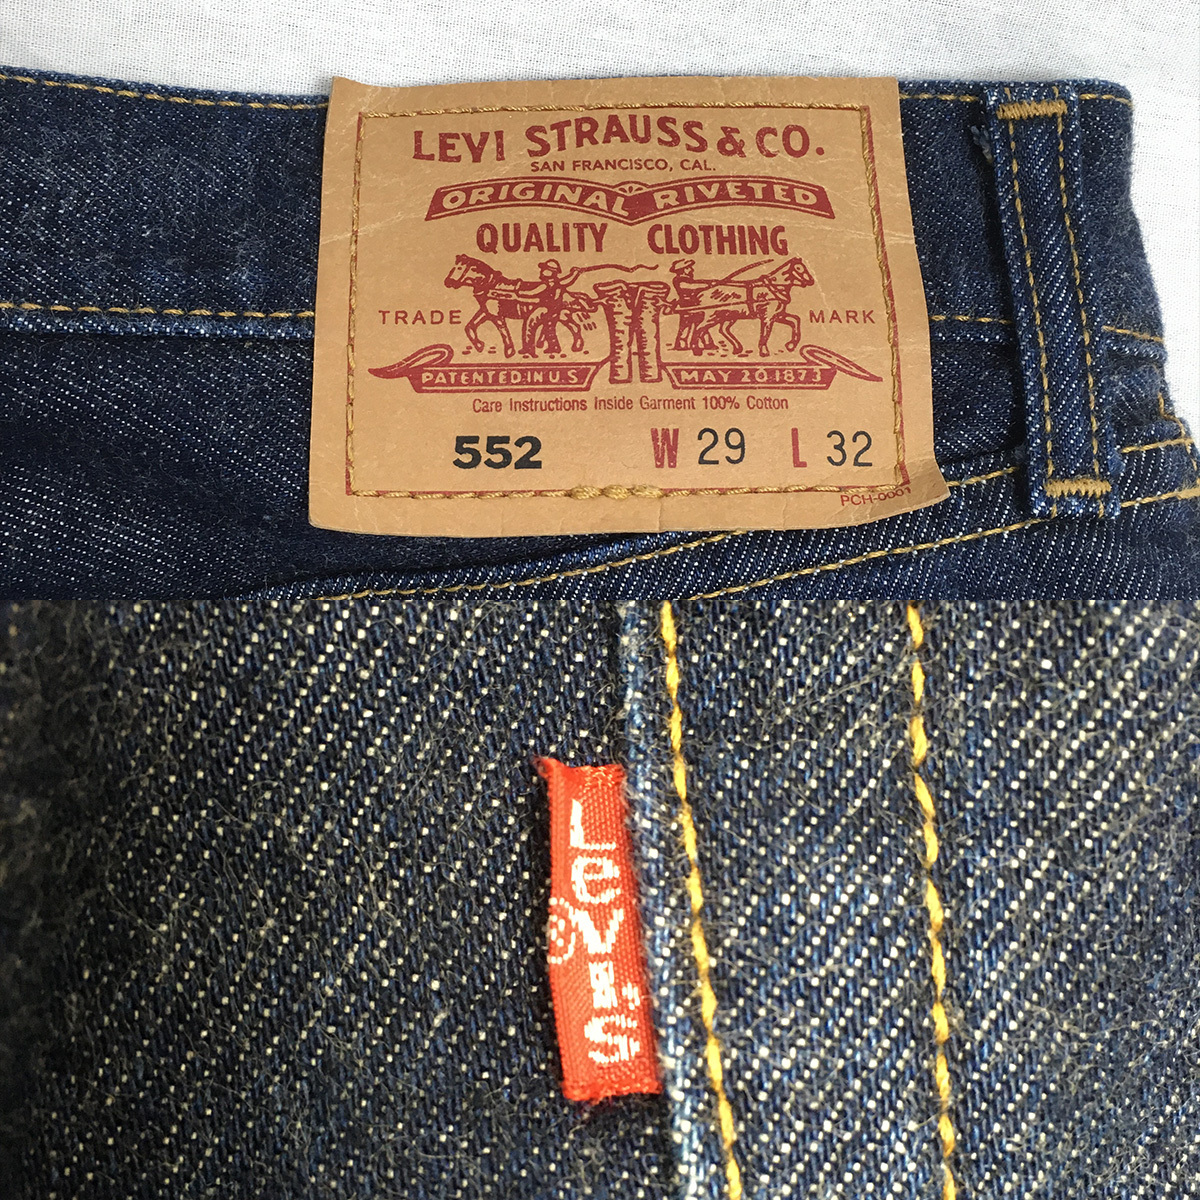 LEVI STRAUSS & CO.
SAN FRANCISCO, CAL.
ORIGINAL RIVETED
QUALITY CLOTHING
TRADE MARK
PATENTED IN U.S MAY 20 1873
Care Instructions Inside Garment 100% Cotton
552 W 29 L 32
PCH-0001
LEVI'S
®